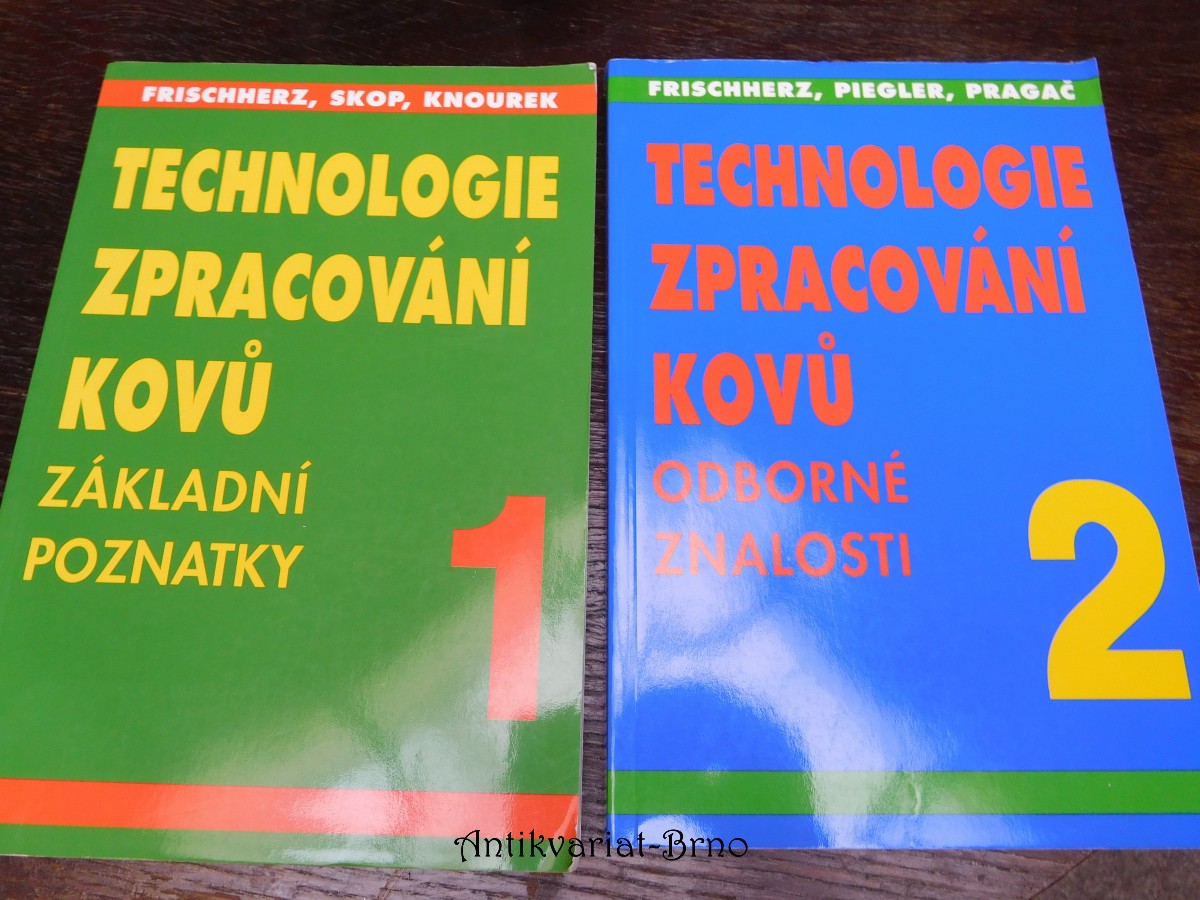 FRISCHHERZ, SKOP, KNOUREK
TECHNOLOGIE
ZPRACOVÁNÍ
KOVŮ
ZÁKLADNÍ
POZNATKY
1
FRISCHHERZ, PIEGLER, PRAGAČ
TECHNOLOGIE
ZPRACOVÁNÍ
KOVŮ
ODBORNÉ
ZNALOSTI
2
Antikvariat-Brno